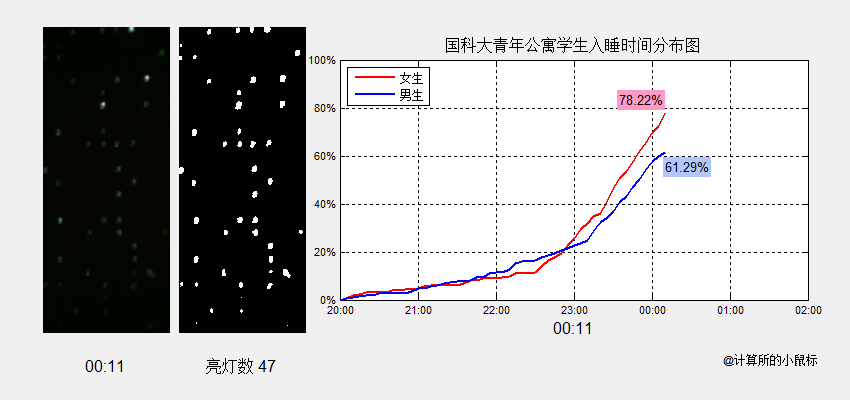 国科大青年公寓学生入睡时间分布图
女生
男生
100%
80%
60%
40%
20%
0%
78.22%
61.29%
20:00 21:00 22:00 23:00 00:00 01:00 02:00
00:11
00:11
亮灯数 47
@计算所的小鼠标